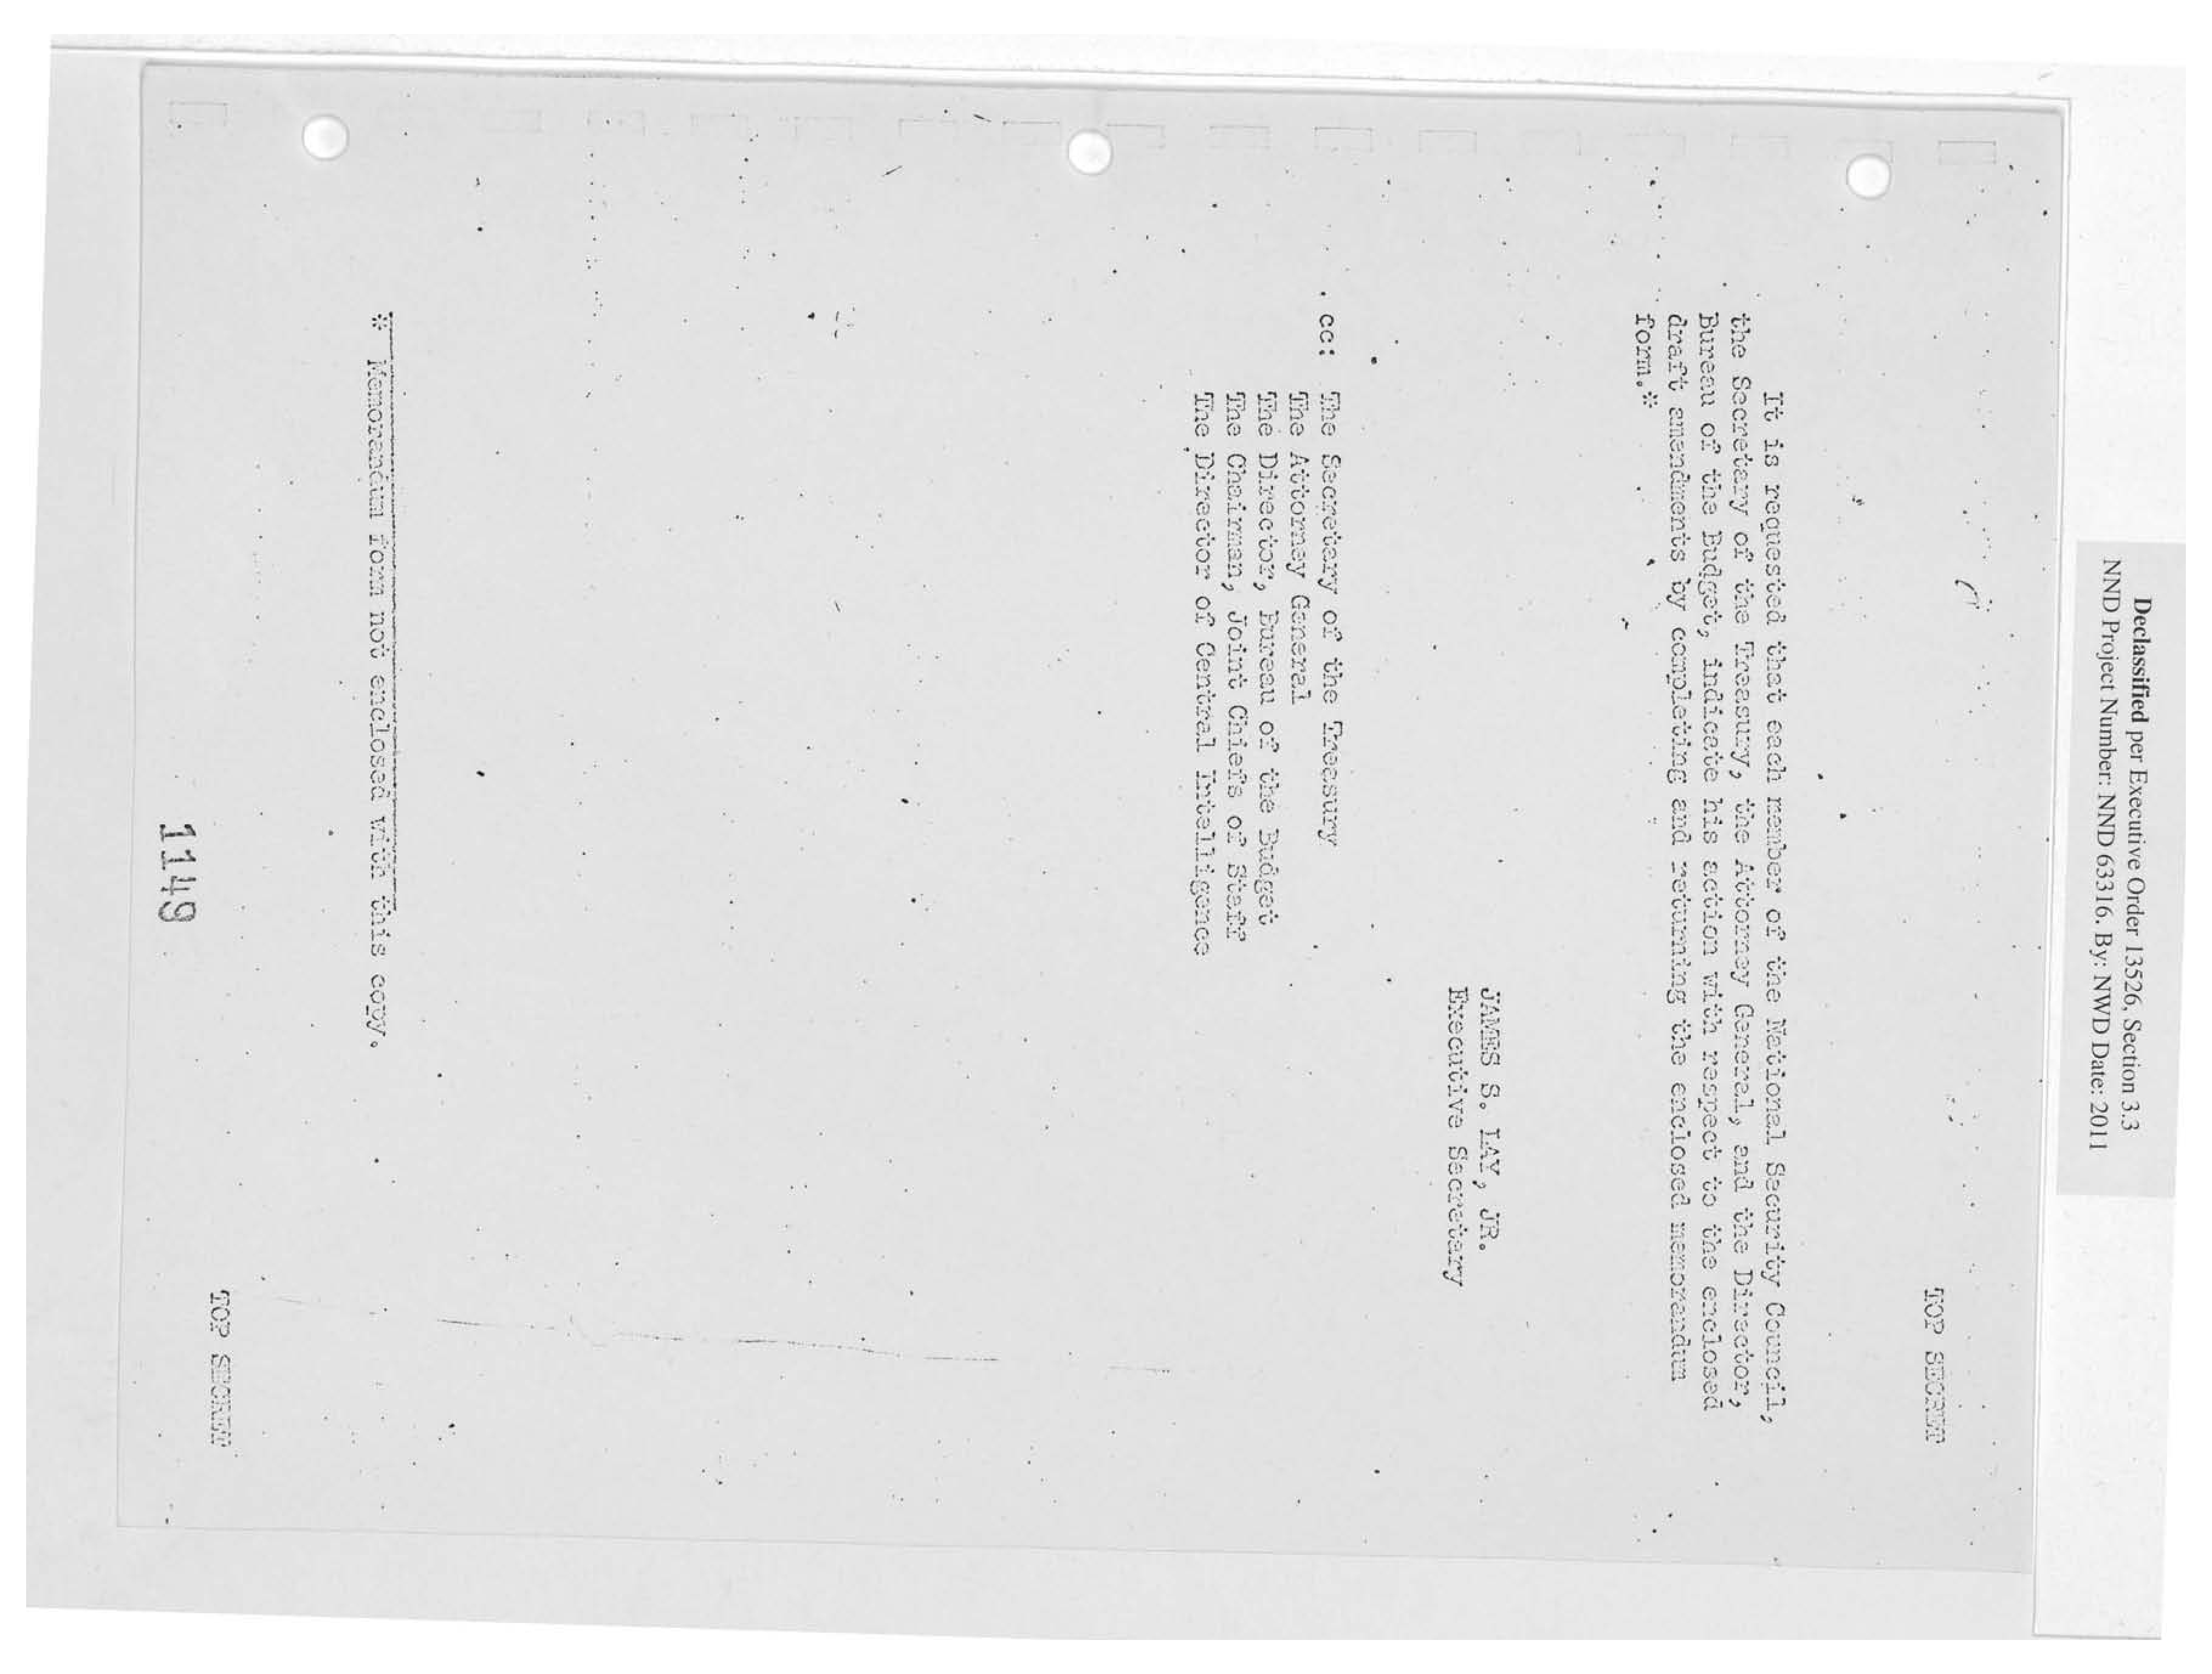 Declassified per Executive Order 13526, Section 3.3
NND Project Number: NND 63316. By: NWD Date: 2011
TOP SECRET
It is requested that each member of the National Security Council,
the Secretary of the Treasury, the Attorney General, and the Director,
Bureau of the Budget, indicate his action with respect to the enclosed
draft amendments by completing and returning the enclosed memorandum
form.*
JAMES S. LAY, JR.
Executive Secretary
cc: The Secretary of the Treasury
The Attorney General
The Director, Bureau of the Budget
The Chairman, Joint Chiefs of Staff
The Director of Central Intelligence
* Memorandum form not enclosed with this copy.
TOP SECRET
1149